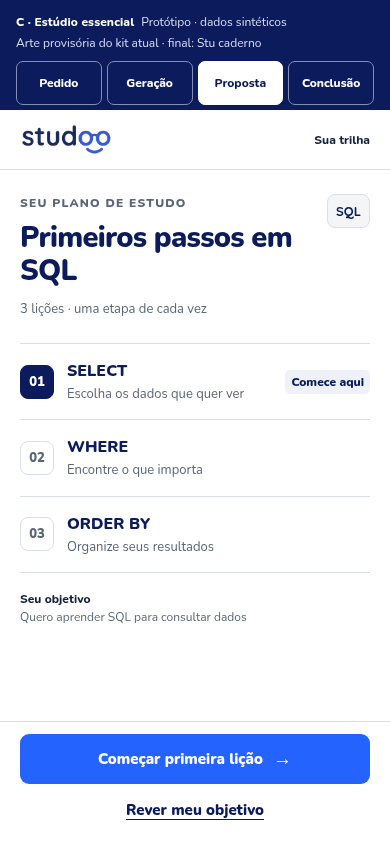 C · Estúdio essencial Protótipo · dados sintéticos
Arte provisória do kit atual · final: Stu caderno
Pedido
Geração
Proposta
Conclusão
studoo
Sua trilha
SEU PLANO DE ESTUDO
SQL
Primeiros passos em
SQL
3 lições · uma etapa de cada vez
01
SELECT
Escolha os dados que quer ver
Comece aqui
02
WHERE
Encontre o que importa
03
ORDER BY
Organize seus resultados
Seu objetivo
Quero aprender SQL para consultar dados
Começar primeira lição →
Rever meu objetivo